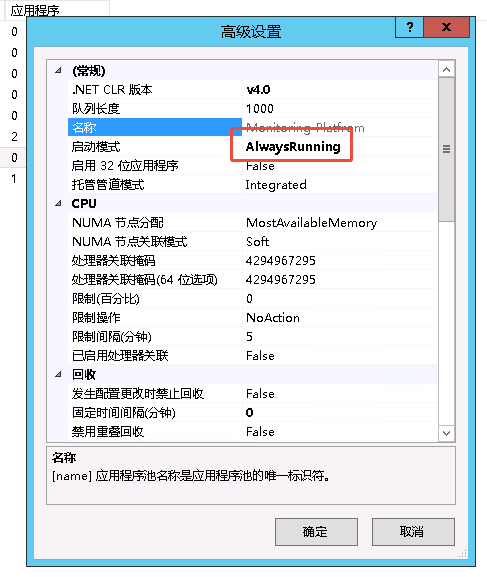 应用程序
0
0
0
0
0
2
0
1
高级设置
?
x
(常规)
.NET CLR 版本 v4.0
队列长度 1000
名称 Monitoring Platfrom
启动模式 AlwaysRunning
启用 32 位应用程序 False
托管管道模式 Integrated
CPU
NUMA 节点分配 MostAvailableMemory
NUMA 节点关联模式 Soft
处理器关联掩码 4294967295
处理器关联掩码(64 位选项) 4294967295
限制(百分比) 0
限制操作 NoAction
限制间隔(分钟) 5
已启用处理器关联 False
回收
发生配置更改时禁止回收 False
固定时间间隔(分钟) 0
禁用重叠回收 False
名称
[name] 应用程序池名称是应用程序池的唯一标识符。
确定 取消